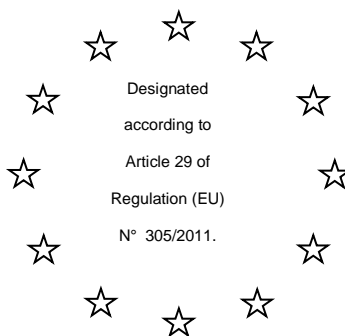 Designated
according to
Article 29 of
Regulation (EU)
N° 305/2011.